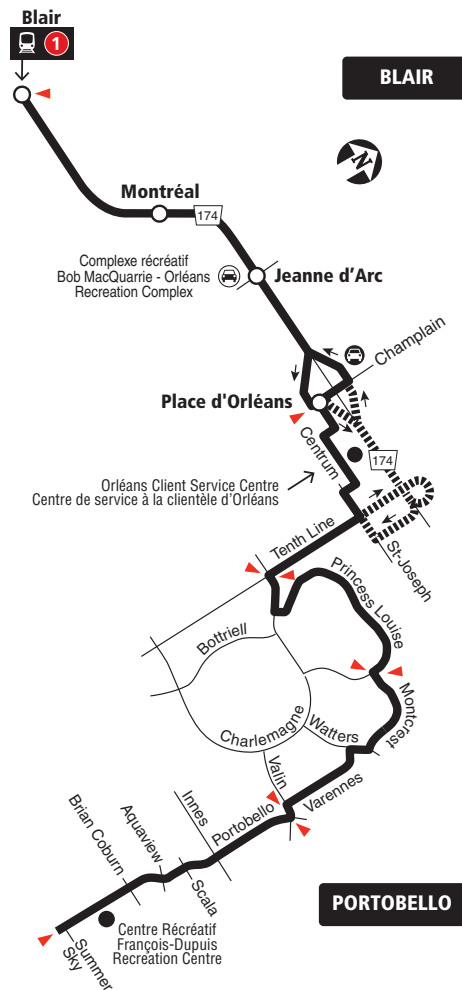 Blair
1
BLAIR
N
Montréal
174
Complexe récréatif
Bob MacQuarrie - Orléans
Recreation Complex
Jeanne d'Arc
Champlain
Place d'Orléans
Centrum
174
Orléans Client Service Centre
Centre de service à la clientèle d'Orléans
St-Joseph
Tenth Line
Princess Louise
Bottriell
Montcrest
Charlemagne
Watters
Valin
Varennes
Portobello
Innes
Aquaview
Brian Coburn
Scala
PORTOBELLO
Centre Récréatif
François-Dupuis
Recreation Centre
Summer
Sky